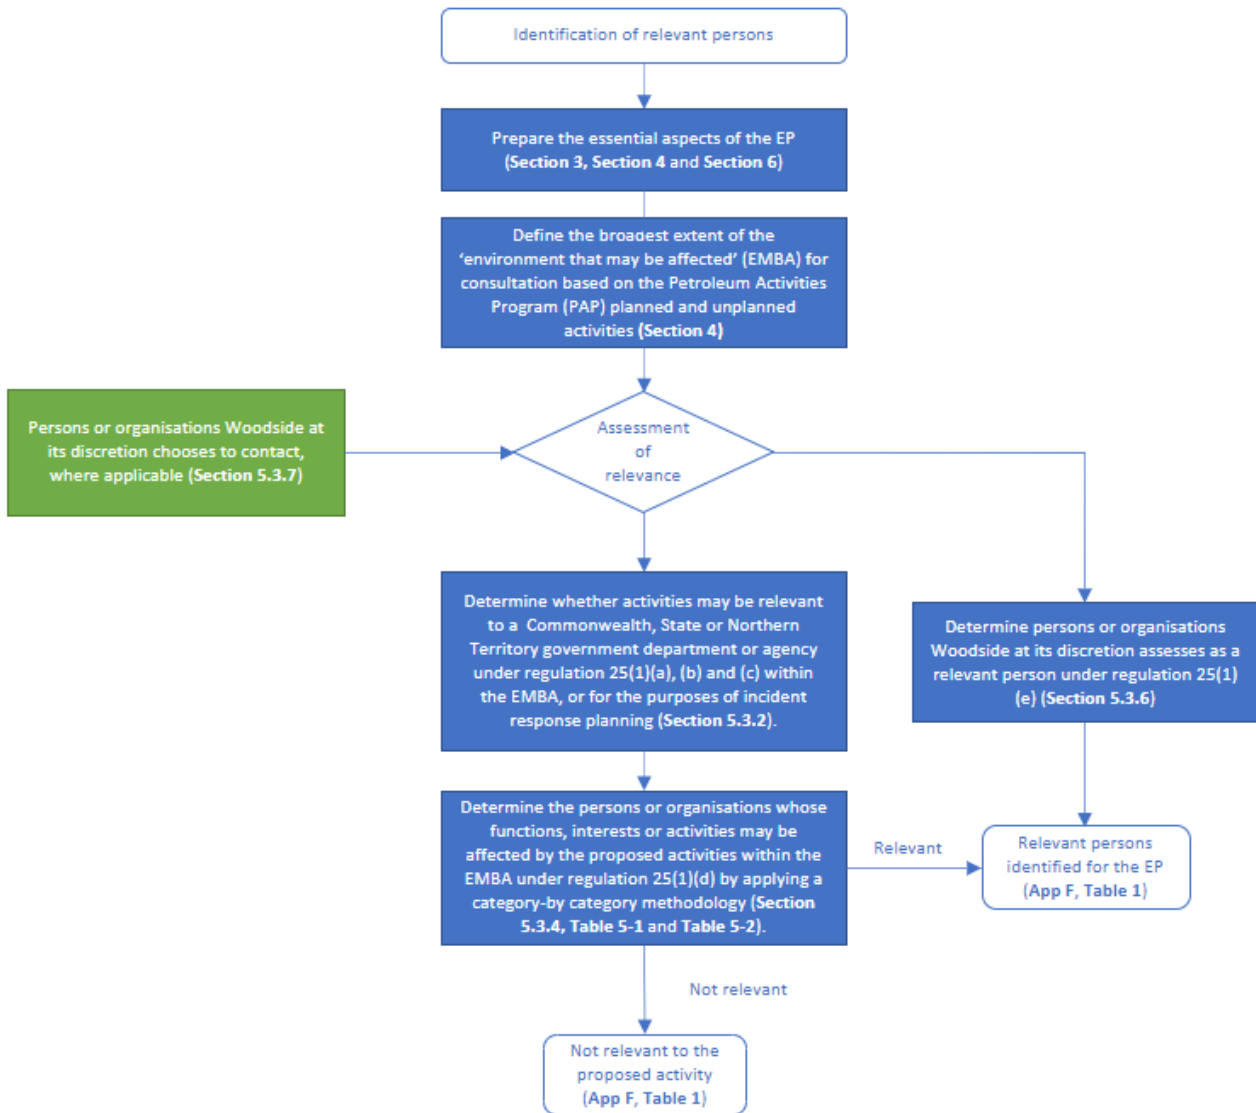 Identification of relevant persons
Prepare the essential aspects of the EP
(Section 3, Section 4 and Section 6)
Define the broadest extent of the
‘environment that may be affected’ (EMBA) for
consultation based on the Petroleum Activities
Program (PAP) planned and unplanned
activities (Section 4)
Persons or organisations Woodside at
its discretion chooses to contact,
where applicable (Section 5.3.7)
Assessment
of
relevance
Determine whether activities may be relevant
to a Commonwealth, State or Northern
Territory government department or agency
under regulation 25(1)(a), (b) and (c) within
the EMBA, or for the purposes of incident
response planning (Section 5.3.2).
Determine persons or organisations
Woodside at its discretion assesses as a
relevant person under regulation 25(1)
(e) (Section 5.3.6)
Determine the persons or organisations whose
functions, interests or activities may be
affected by the proposed activities within the
EMBA under regulation 25(1)(d) by applying a
category-by category methodology (Section
5.3.4, Table 5-1 and Table 5-2).
Relevant
Relevant persons
identified for the EP
(App F, Table 1)
Not relevant
Not relevant to the
proposed activity
(App F, Table 1)